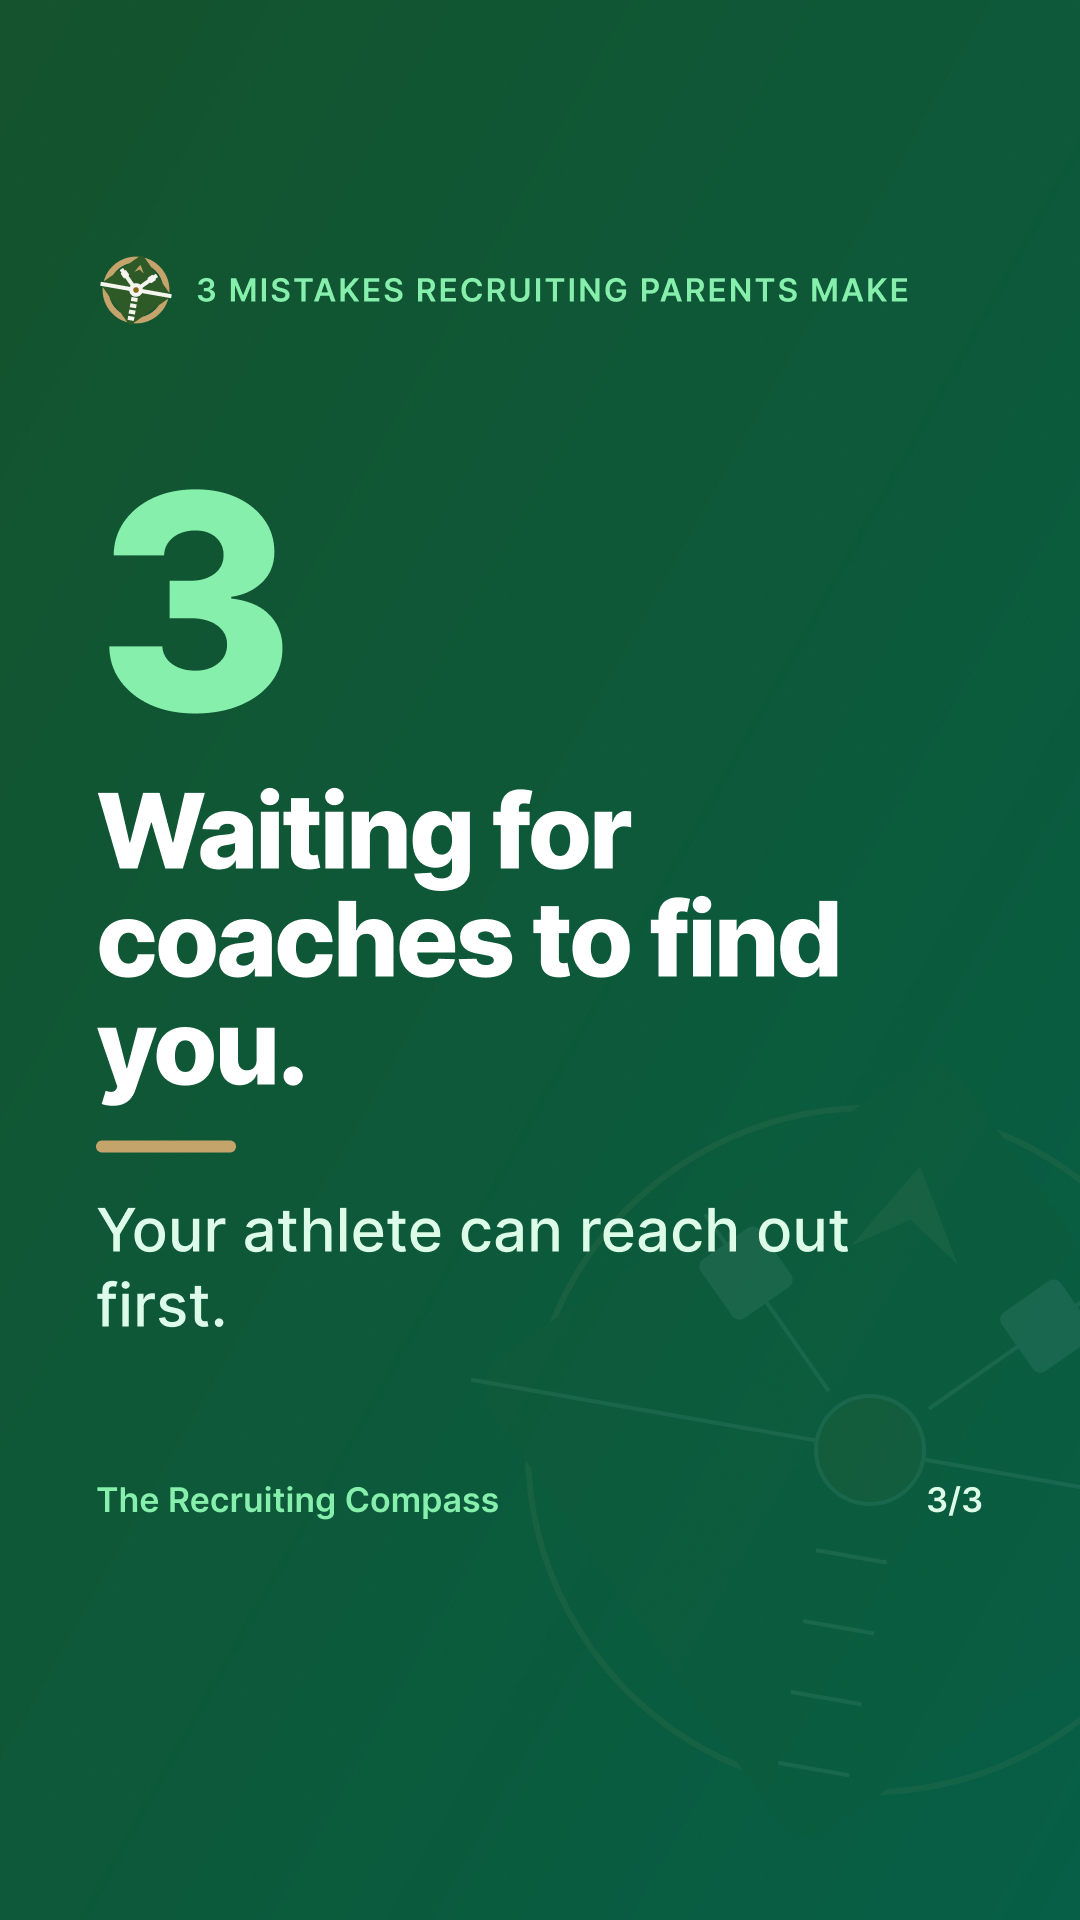 3 MISTAKES RECRUITING PARENTS MAKE
3
Waiting for
coaches to find
you.
Your athlete can reach out
first.
The Recruiting Compass
3/3